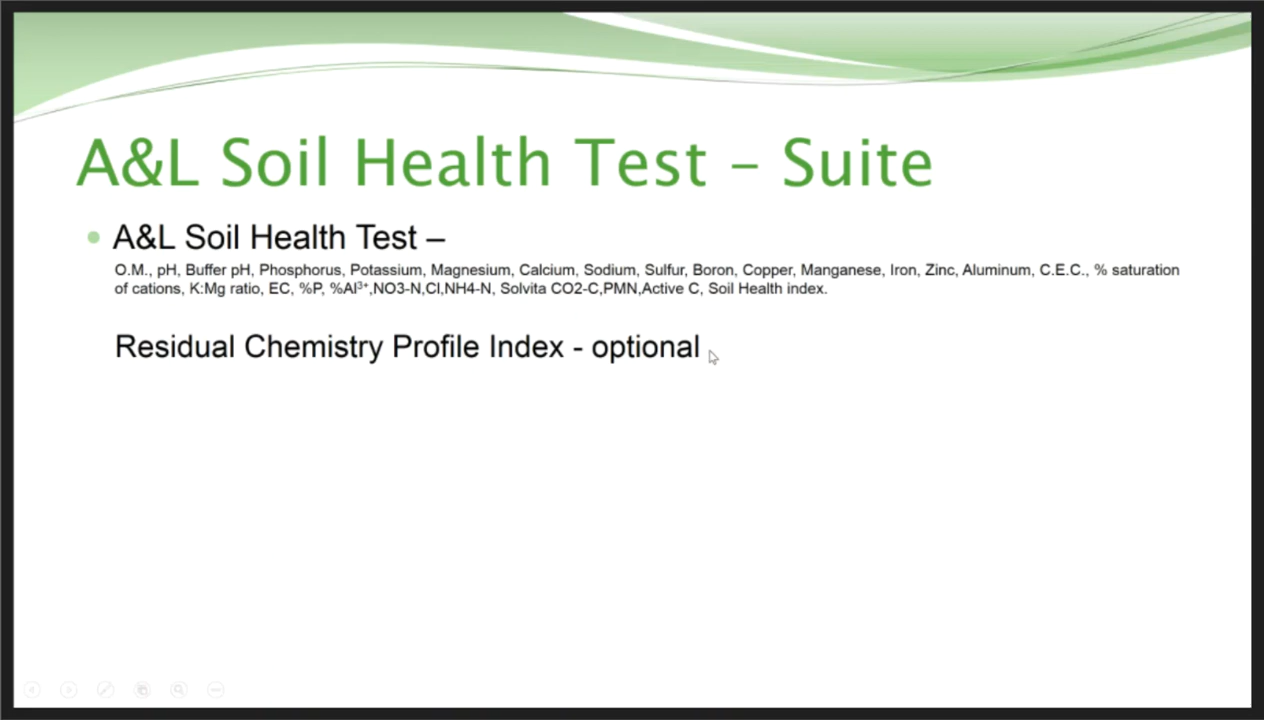 A&L Soil Health Test – Suite
A&L Soil Health Test –
O.M., pH, Buffer pH, Phosphorus, Potassium, Magnesium, Calcium, Sodium, Sulfur, Boron, Copper, Manganese, Iron, Zinc, Aluminum, C.E.C., % saturation
of cations, K:Mg ratio, EC, %P, %Al³⁺,NO3-N,Cl,NH4-N, Solvita CO2-C,PMN,Active C, Soil Health index.
Residual Chemistry Profile Index - optional